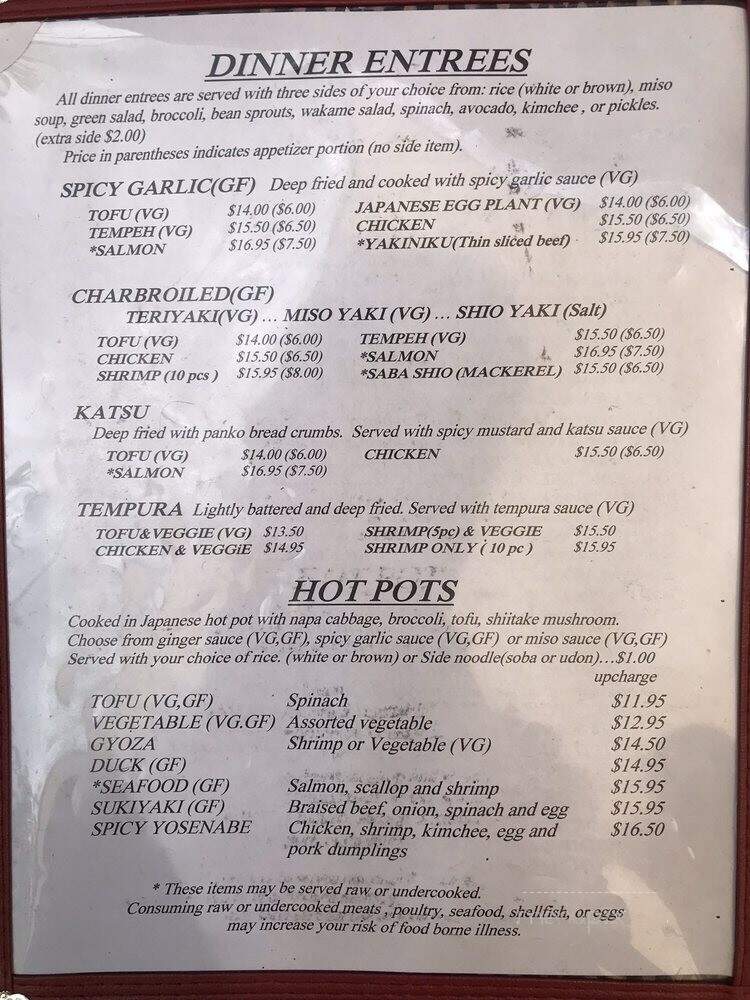 DINNER ENTREES
All dinner entrees are served with three sides of your choice from: rice (white or brown), miso
soup, green salad, broccoli, bean sprouts, wakame salad, spinach, avocado, kimchee , or pickles.
(extra side $2.00)
Price in parentheses indicates appetizer portion (no side item).
SPICY GARLIC(GF) Deep fried and cooked with spicy garlic sauce (VG)
TOFU (VG) $14.00 ($6.00) JAPANESE EGG PLANT (VG) $14.00 ($6.00)
TEMPEH (VG) $15.50 ($6.50) CHICKEN $15.50 ($6.50)
*SALMON $16.95 ($7.50) *YAKINIKU(Thin sliced beef) $15.95 ($7.50)
CHARBROILED(GF)
TERIYAKI(VG) ... MISO YAKI (VG) ... SHIO YAKI (Salt)
TOFU (VG) $14.00 ($6.00) TEMPEH (VG) $15.50 ($6.50)
CHICKEN $15.50 ($6.50) *SALMON $16.95 ($7.50)
SHRIMP (10 pcs ) $15.95 ($8.00) *SABA SHIO (MACKEREL) $15.50 ($6.50)
KATSU
Deep fried with panko bread crumbs. Served with spicy mustard and katsu sauce (VG)
TOFU (VG) $14.00 ($6.00) CHICKEN $15.50 ($6.50)
*SALMON $16.95 ($7.50)
TEMPURA Lightly battered and deep fried. Served with tempura sauce (VG)
TOFU&VEGGIE (VG) $13.50 SHRIMP(5pc) & VEGGIE $15.50
CHICKEN & VEGGiE $14.95 SHRIMP ONLY ( 10 pc ) $15.95
HOT POTS
Cooked in Japanese hot pot with napa cabbage, broccoli, tofu, shiitake mushroom.
Choose from ginger sauce (VG,GF), spicy garlic sauce (VG,GF) or miso sauce (VG,GF)
Served with your choice of rice. (white or brown) or Side noodle(soba or udon)...$1.00
upcharge
TOFU (VG,GF) Spinach $11.95
VEGETABLE (VG.GF) Assorted vegetable $12.95
GYOZA Shrimp or Vegetable (VG) $14.50
DUCK (GF) $14.95
*SEAFOOD (GF) Salmon, scallop and shrimp $15.95
SUKIYAKI (GF) Braised beef, onion, spinach and egg $15.95
SPICY YOSENABE Chicken, shrimp, kimchee, egg and $16.50
pork dumplings
* These items may be served raw or undercooked.
Consuming raw or undercooked meats , poultry, seafood, shellfish, or eggs
may increase your risk of food borne illness.